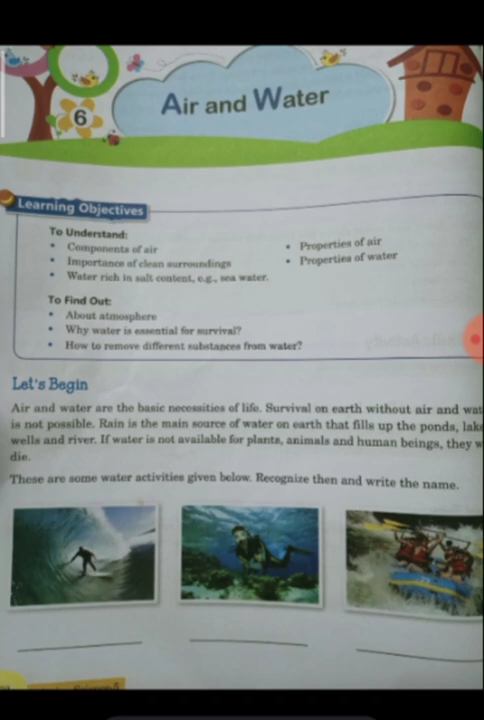 6
Air and Water
Learning Objectives
To Understand:
• Components of air
• Importance of clean surroundings
• Water rich in salt content, e.g., sea water.
• Properties of air
• Properties of water
To Find Out:
• About atmosphere
• Why water is essential for survival?
• How to remove different substances from water?
Let's Begin
Air and water are the basic necessities of life. Survival on earth without air and wat
is not possible. Rain is the main source of water on earth that fills up the ponds, lake
wells and river. If water is not available for plants, animals and human beings, they w
die.
These are some water activities given below. Recognize then and write the name.
Science-5